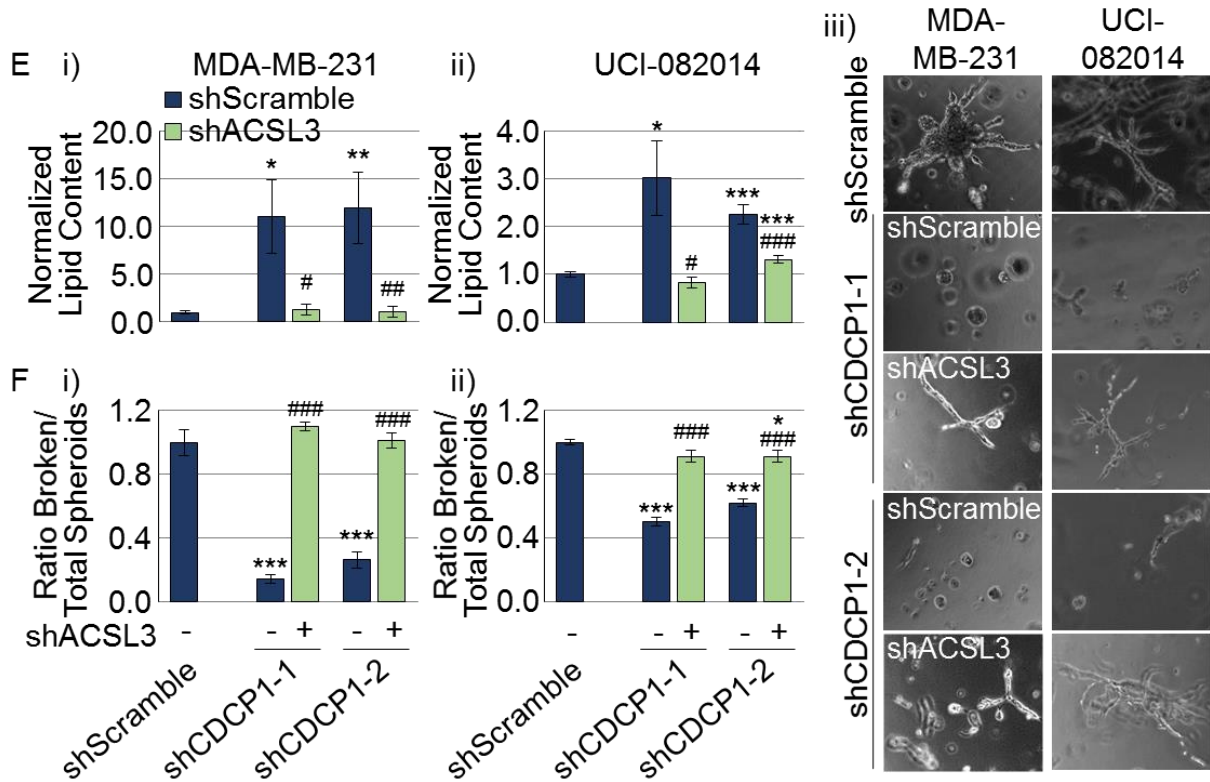 E i) MDA-MB-231
shScramble
shACSL3
Normalized
Lipid Content
20.0
15.0
10.0
5.0
0.0
* ** # ##
ii) UCI-082014
Normalized
Lipid Content
4.0
3.0
2.0
1.0
0.0
* # *** ***
###
F i)
Ratio Broken/
Total Spheroids
1.2
0.8
0.4
0.0
*** ### *** ###
ii)
Ratio Broken/
Total Spheroids
1.2
0.8
0.4
0.0
*** ### *** *
###
shACSL3 - - + - +
- - + - +
shScramble
shCDCP1-1
shCDCP1-2
shScramble
shCDCP1-1
shCDCP1-2
iii)
MDA-
MB-231
UCI-
082014
shScramble
shCDCP1-1
shScramble
shACSL3
shCDCP1-2
shScramble
shACSL3